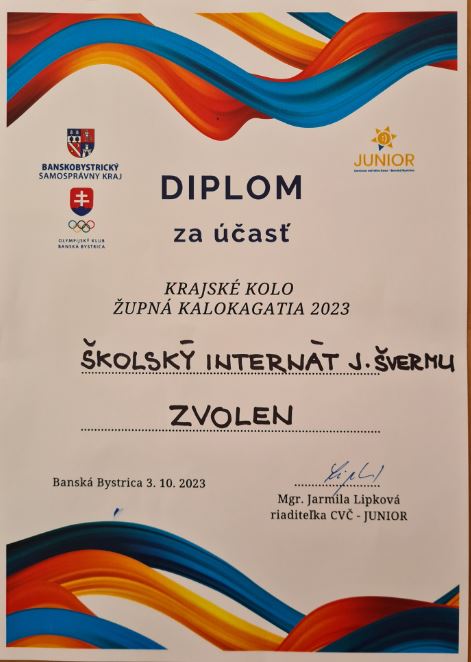 BANSKOBYSTRICKÝ
SAMOSPRÁVNY KRAJ
OLYMPIJSKÝ KLUB
BANSKÁ BYSTRICA
JUNIOR
DIPLOM
za účasť
KRAJSKÉ KOLO
ŽUPNÁ KALOKAGATIA 2023
ŠKOLSKÝ INTERNÁT J. ŠVERMU
ZVOLEN
Banská Bystrica 3. 10. 2023
Mgr. Jarmila Lipková
riaditeľka CVČ - JUNIOR